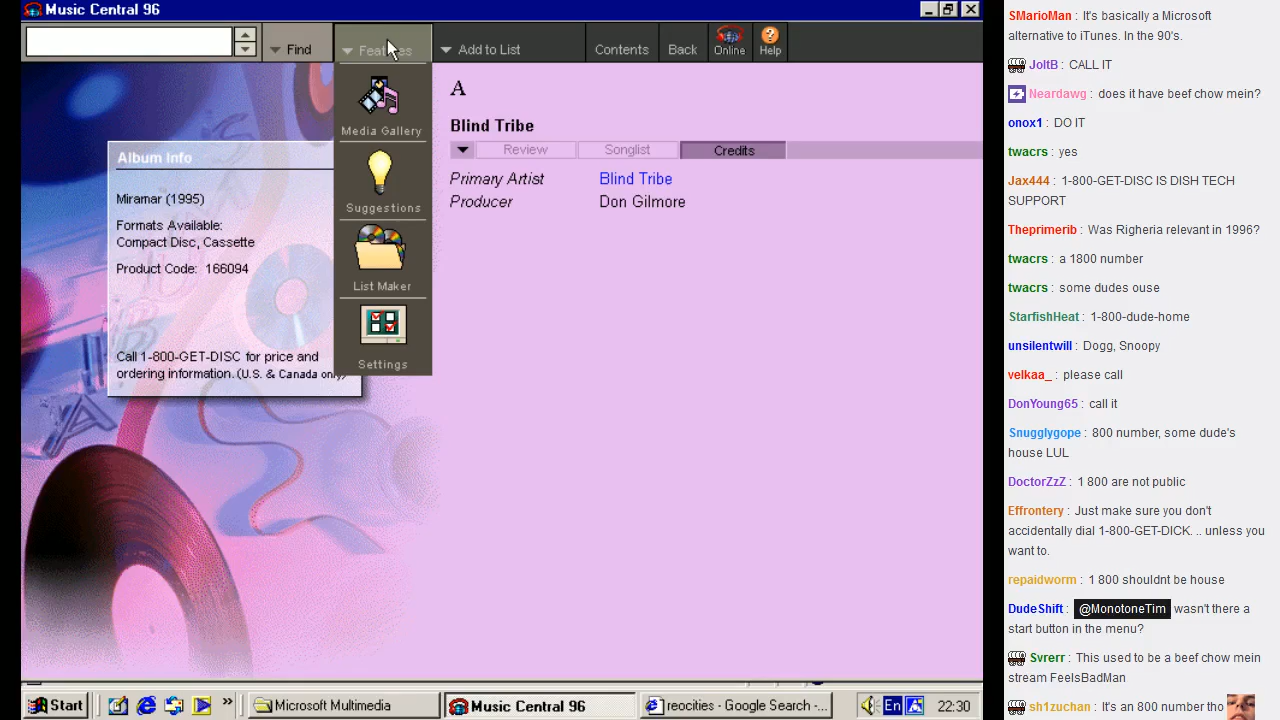 Music Central 96
Find
Features
Add to List
Contents
Back
Online
Help
Media Gallery
Suggestions
List Maker
Settings
Album Info
Miramar (1995)
Formats Available:
Compact Disc, Cassette
Product Code: 166094
Call 1-800-GET-DISC for price and
ordering information. (U.S. & Canada only)
A
Blind Tribe
Review
Songlist
Credits
Primary Artist Blind Tribe
Producer Don Gilmore
Start
»
Microsoft Multimedia
Music Central 96
reocities - Google Search -...
En
22:30
SMarioMan : It's basically a Microsoft
alternative to iTunes. In the 90's.
JoltB : CALL IT
Neardawg : does it have beef chow mein?
onox1 : DO IT
twacrs : yes
Jax444 : 1-800-GET-DISC IS DISH TECH
SUPPORT
Theprimerib : Was Righeria relevant in 1996?
twacrs : a 1800 number
twacrs : some dudes ouse
StarfishHeat : 1-800-dude-home
unsilentwill : Dogg, Snoopy
velkaa_ : please call
DonYoung65 : call it
Snugglygope : 800 number, some dude's
house LUL
DoctorZzZ : 1 800 are not public
Effrontery : Just make sure you don't
accidentally dial 1-800-GET-DICK. .. unless you
want to.
repaidworm : 1 800 shouldnt be house
DudeShift : @MonotoneTim wasn't there a
start button in the menu?
Svrerr : This used to be a beef chow mein
stream FeelsBadMan
sh1zuchan : It's an 800 number tho